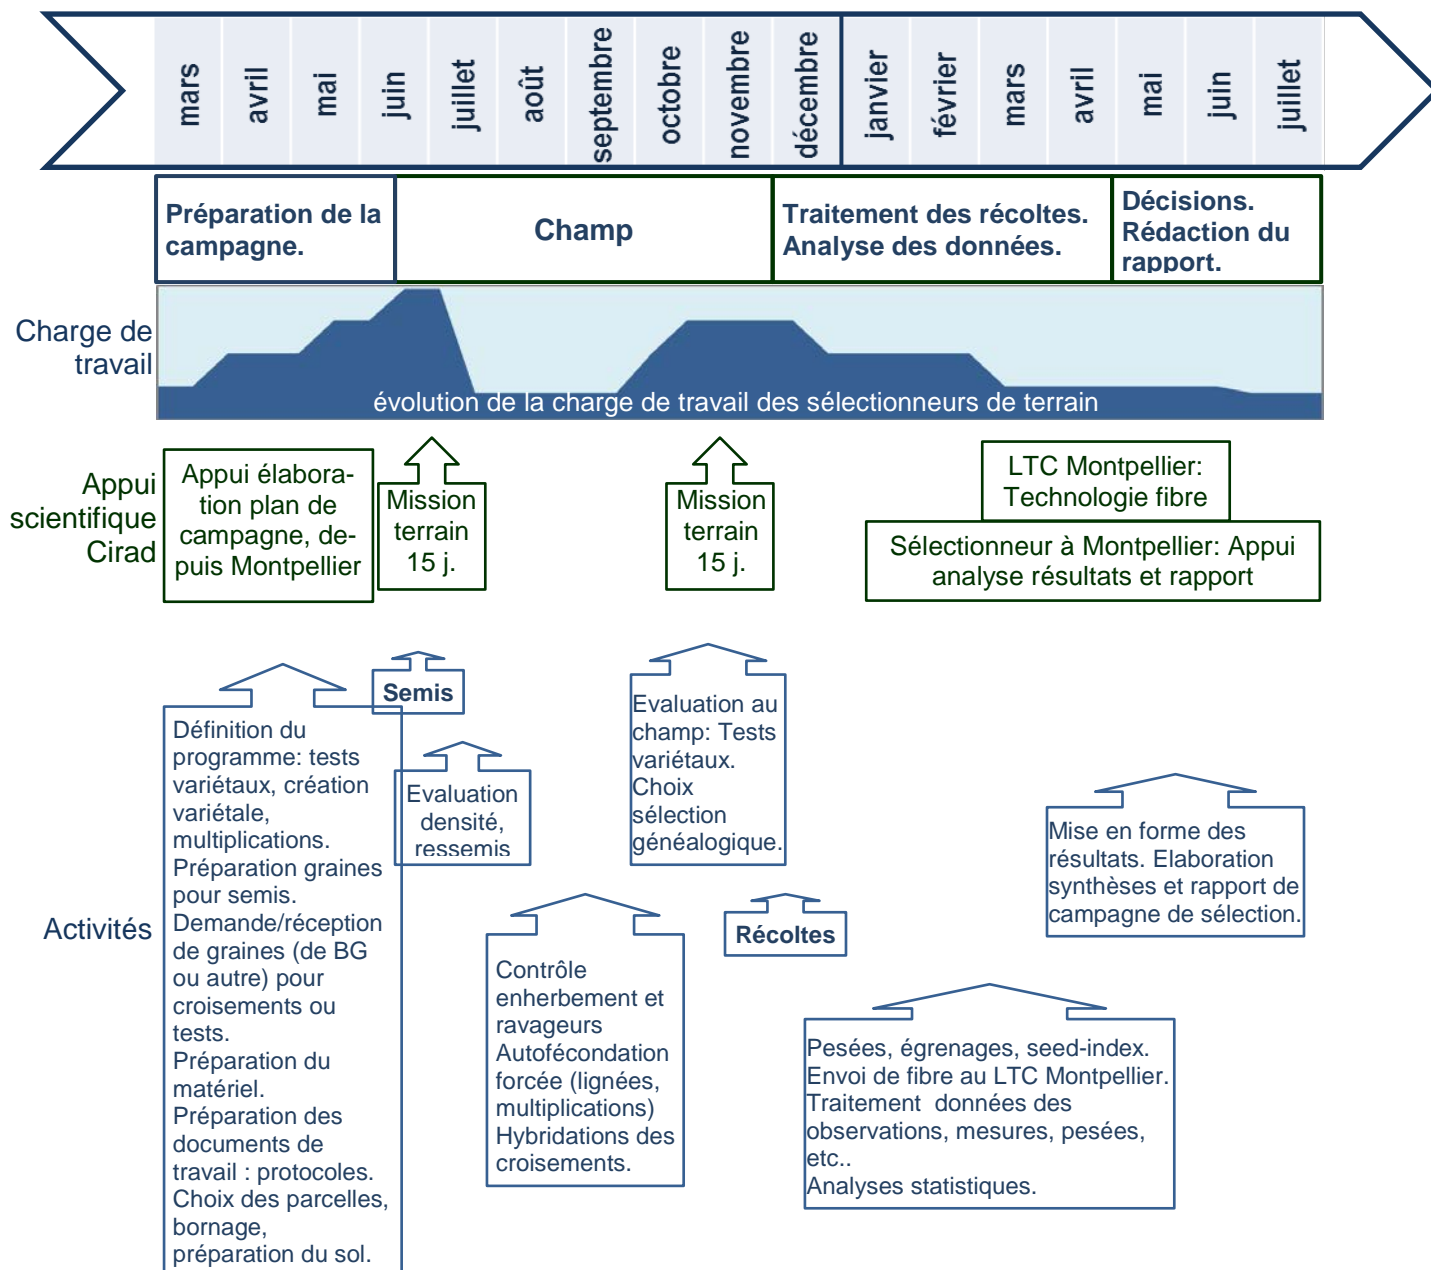 mars
avril
mai
juin
juillet
août
septembre
octobre
novembre
décembre
janvier
février
mars
avril
mai
juin
juillet
Préparation de la
campagne.
Champ
Traitement des récoltes.
Analyse des données.
Décisions.
Rédaction du
rapport.
Charge de
travail
évolution de la charge de travail des sélectionneurs de terrain
Appui
scientifique
Cirad
Appui élabora-
tion plan de
campagne, de-
puis Montpellier
Mission
terrain
15 j.
Mission
terrain
15 j.
LTC Montpellier:
Technologie fibre
Sélectionneur à Montpellier: Appui
analyse résultats et rapport
Activités
Définition du
programme: tests
variétaux, création
variétale,
multiplications.
Préparation graines
pour semis.
Demande/réception
de graines (de BG
ou autre) pour
croisements ou
tests.
Préparation du
matériel.
Préparation des
documents de
travail : protocoles.
Choix des parcelles,
bornage,
préparation du sol.
Semis
Evaluation
densité,
ressemis
Contrôle
enherbement et
ravageurs
Autofécondation
forcée (lignées,
multiplications)
Hybridations des
croisements.
Evaluation au
champ: Tests
variétaux.
Choix
sélection
généalogique.
Récoltes
Pesées, égrenages, seed-index.
Envoi de fibre au LTC Montpellier.
Traitement  données des
observations, mesures, pesées,
etc..
Analyses statistiques.
Mise en forme des
résultats. Elaboration
synthèses et rapport de
campagne de sélection.